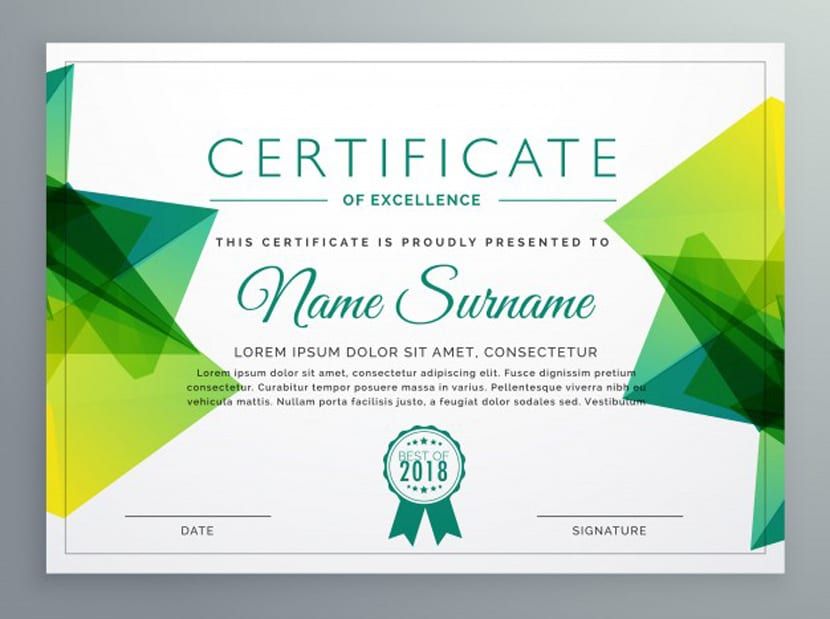 CERTIFICATE
OF EXCELLENCE
THIS CERTIFICATE IS PROUDLY PRESENTED TO
Name Surname
LOREM IPSUM DOLOR SIT AMET, CONSECTETUR
Lorem ipsum dolor sit amet, consectetur adipiscing elit. Fusce dignissim pretium
consectetur. Curabitur tempor posuere massa in varius. Pellentesque viverra nibh eu
vehicula mattis. Nullam porta facilisis justo, a feugiat dolor sodales sed. Vestibulum
BEST OF
2018
DATE
SIGNATURE